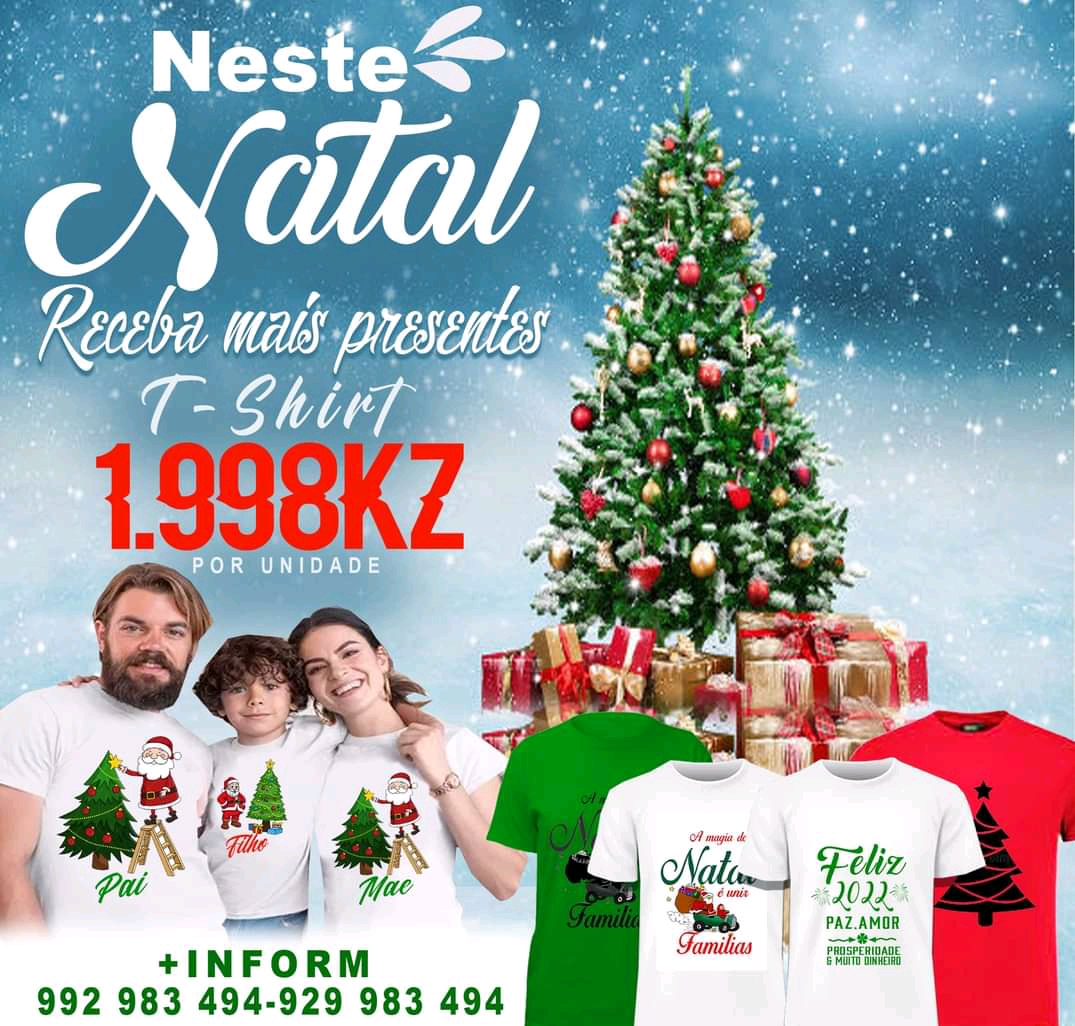 Neste
Natal
Receba mais presentes
T-Shirt
1.998KZ
POR UNIDADE
Pai
Filho
Mae
A m
Familia
A magia do
Natal
é unir
Familias
Feliz
2022
PAZ.AMOR
PROSPERIDADE
& MUITO DINHEIRO
+INFORM
992 983 494-929 983 494